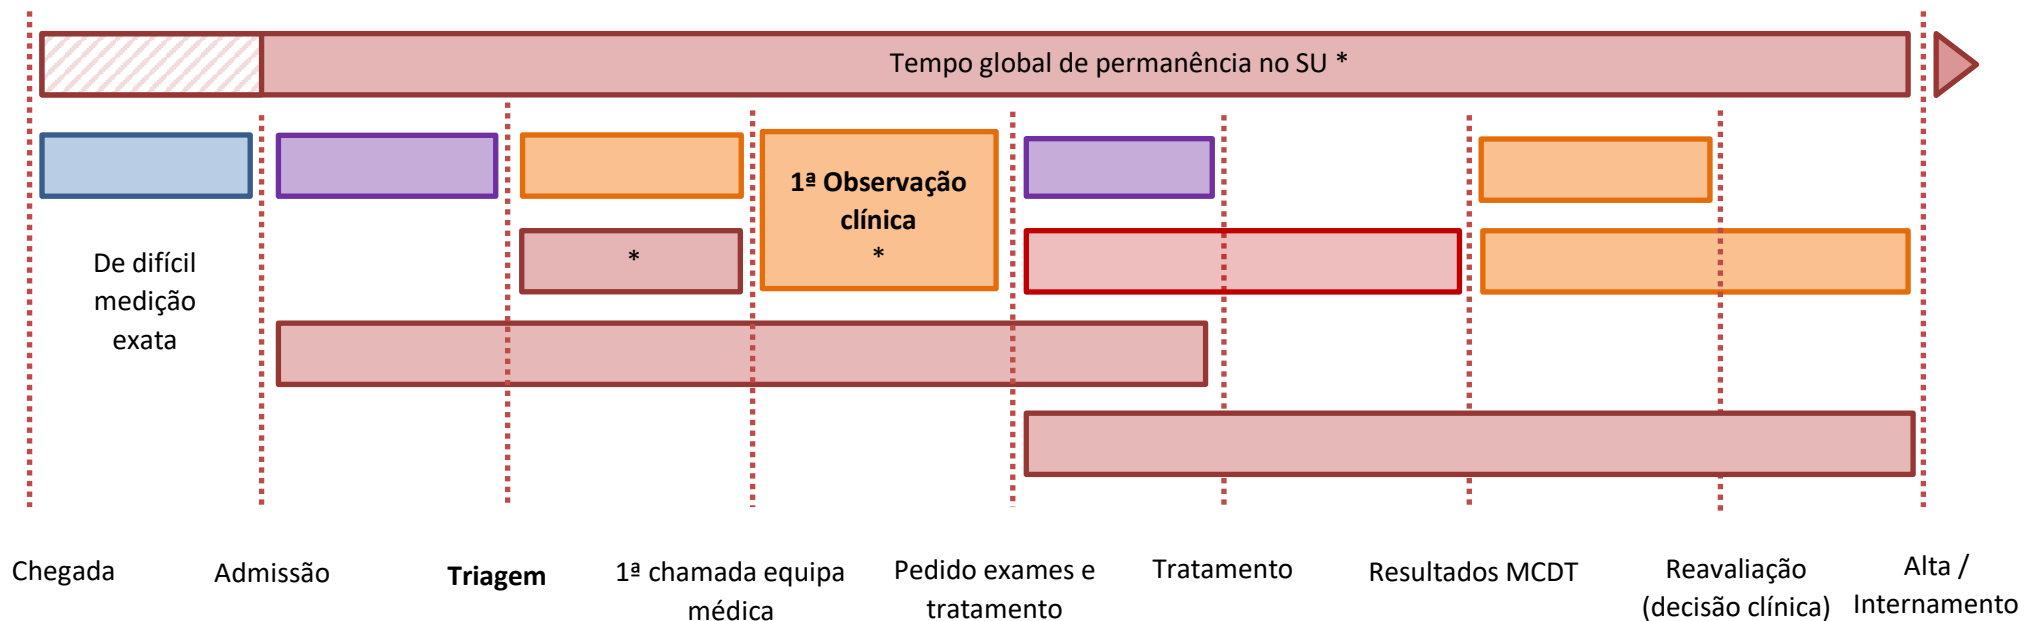 Tempo global de permanência no SU *
1ª Observação
clínica
*
*
De difícil
medição
exata
Chegada
Admissão
Triagem
1ª chamada equipa
médica
Pedido exames e
tratamento
Tratamento
Resultados MCDT
Reavaliação
(decisão clínica)
Alta /
Internamento